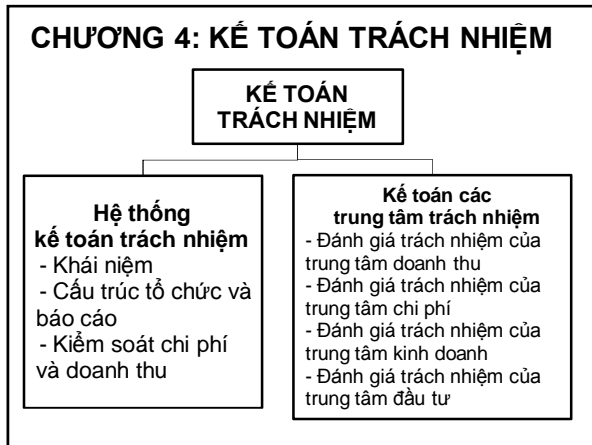 CHƯƠNG 4: KẾ TOÁN TRÁCH NHIỆM
KẾ TOÁN
TRÁCH NHIỆM
Hệ thống
kế toán trách nhiệm
- Khái niệm
- Cấu trúc tổ chức và
báo cáo
- Kiểm soát chi phí
và doanh thu
Kế toán các
trung tâm trách nhiệm
- Đánh giá trách nhiệm của
trung tâm doanh thu
- Đánh giá trách nhiệm của
trung tâm chi phí
- Đánh giá trách nhiệm của
trung tâm kinh doanh
- Đánh giá trách nhiệm của
trung tâm đầu tư